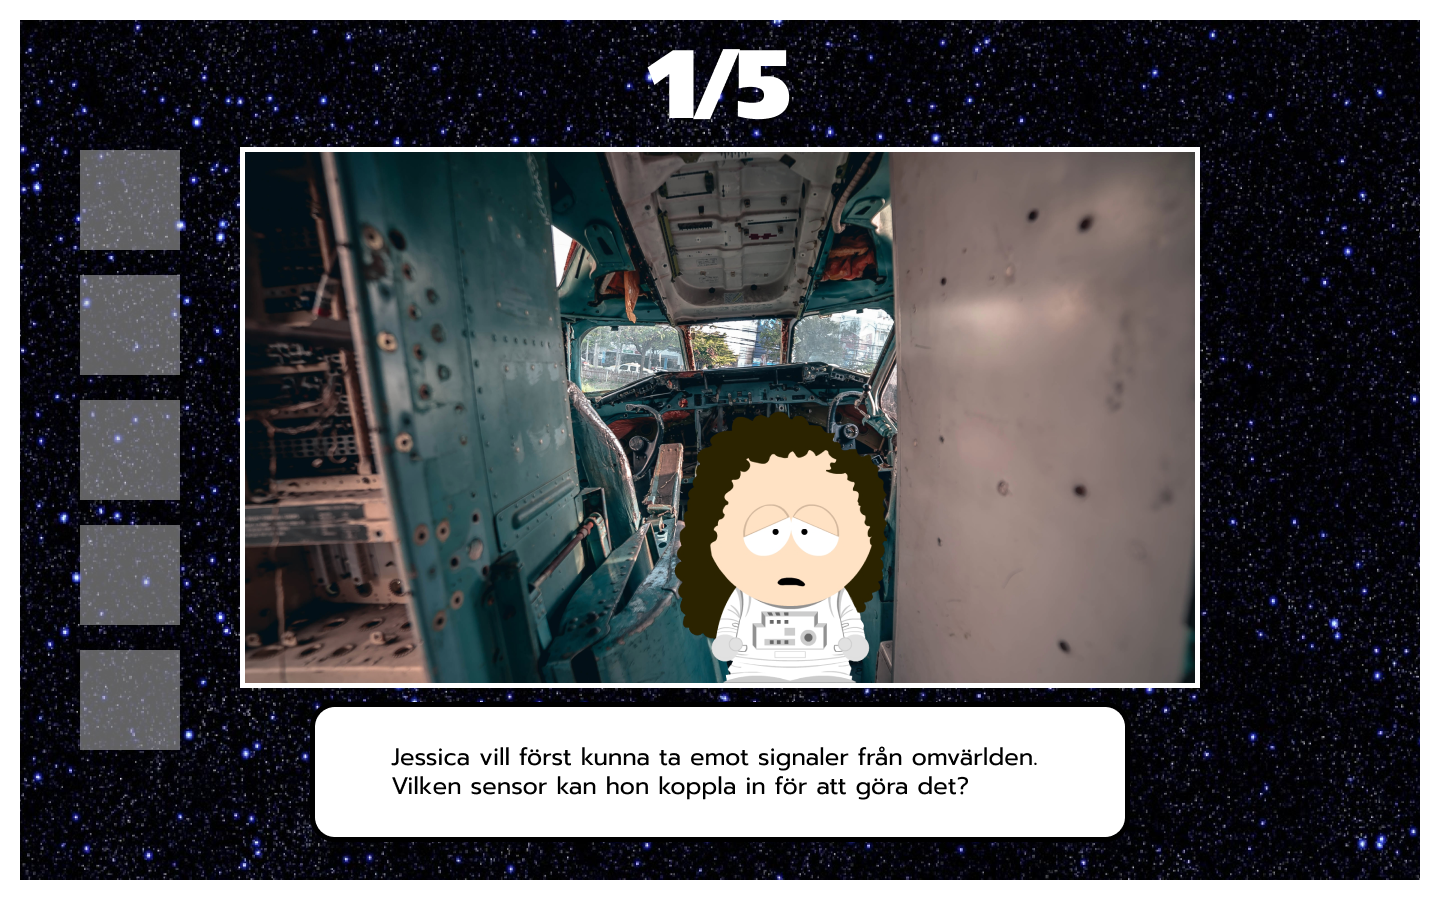 1/5
Jessica vill först kunna ta emot signaler från omvärlden.
Vilken sensor kan hon koppla in för att göra det?